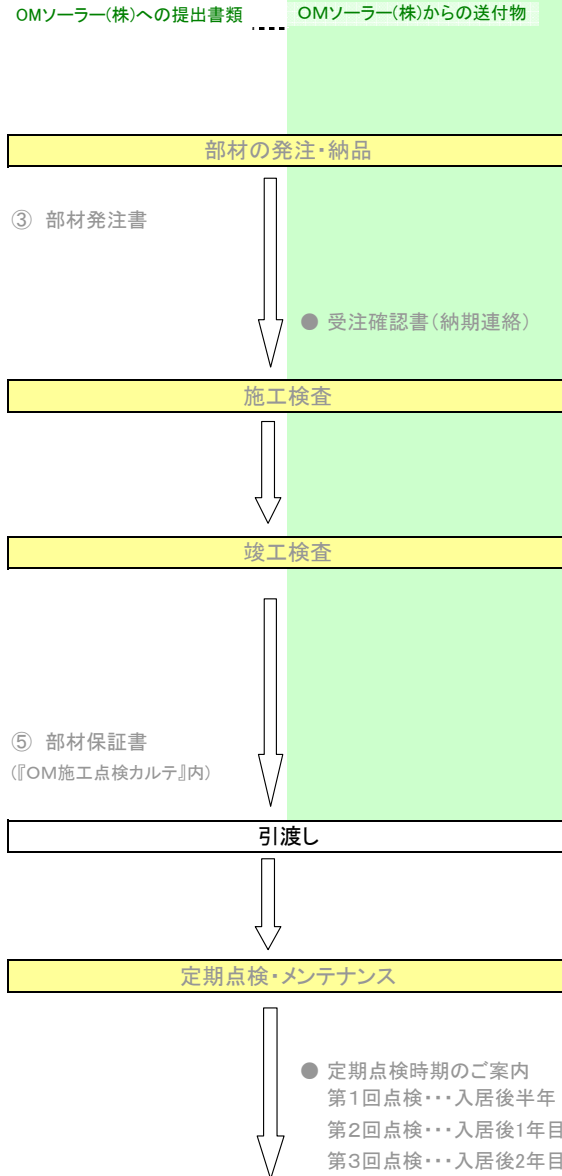 OMソーラー(株)への提出書類
OMソーラー(株)からの送付物
部材の発注・納品
③ 部材発注書
● 受注確認書(納期連絡)
施工検査
竣工検査
⑤ 部材保証書
(『OM施工点検カルテ』内)
引渡し
定期点検・メンテナンス
● 定期点検時期のご案内
第1回点検・・・入居後半年
第2回点検・・・入居後1年目
第3回点検・・・入居後2年目